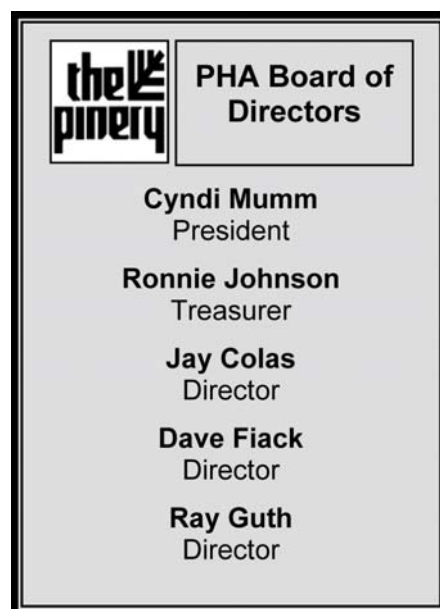 the
pinery
PHA Board of
Directors
Cyndi Mumm
President
Ronnie Johnson
Treasurer
Jay Colas
Director
Dave Fiack
Director
Ray Guth
Director